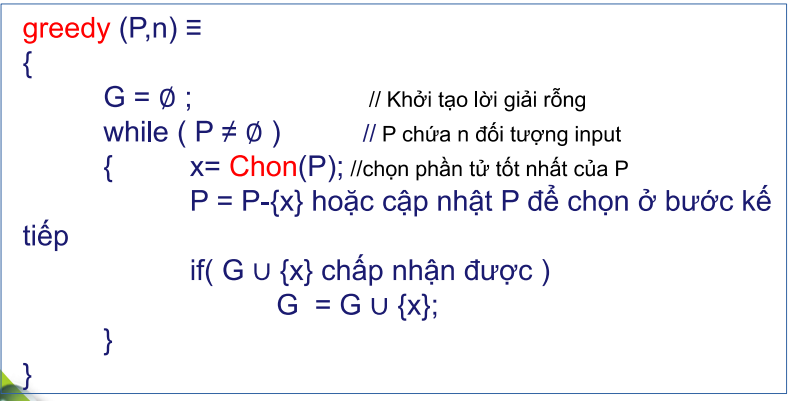 greedy (P,n) ≡
{
G = ∅ ; // Khởi tạo lời giải rỗng
while ( P ≠ ∅ ) // P chứa n đối tượng input
{ x= Chon(P); //chọn phần tử tốt nhất của P
P = P-{x} hoặc cập nhật P để chọn ở bước kế
tiếp
if( G ∪ {x} chấp nhận được )
G = G ∪ {x};
}
}